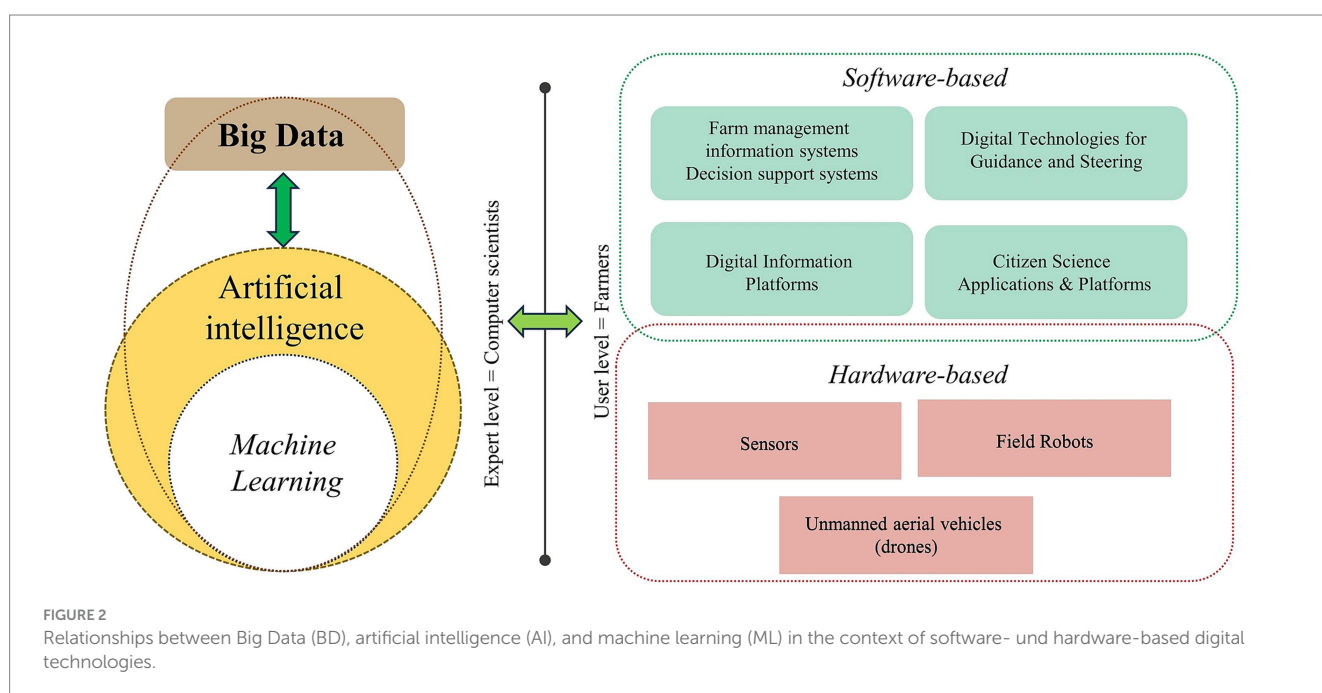 Big Data
Artificial
intelligence
Machine
Learning
Expert level = Computer scientists
User level = Farmers
Software-based
Farm management
information systems
Decision support systems
Digital Technologies for
Guidance and Steering
Digital Information
Platforms
Citizen Science
Applications & Platforms
Hardware-based
Sensors
Field Robots
Unmanned aerial vehicles
(drones)
FIGURE 2
Relationships between Big Data (BD), artificial intelligence (AI), and machine learning (ML) in the context of software- und hardware-based digital
technologies.